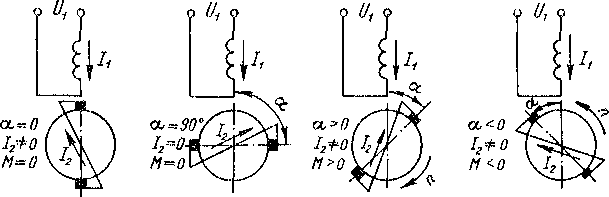 U₁ U₁ U₁ U₁
I₁ I₁ I₁ I₁
α α α
α=0 α=90° α>0 α<0
I₂≠0 I₂=0 I₂≠0 I₂≠0
M=0 M=0 M>0 M<0
I₂ I₂ I₂ I₂
n n